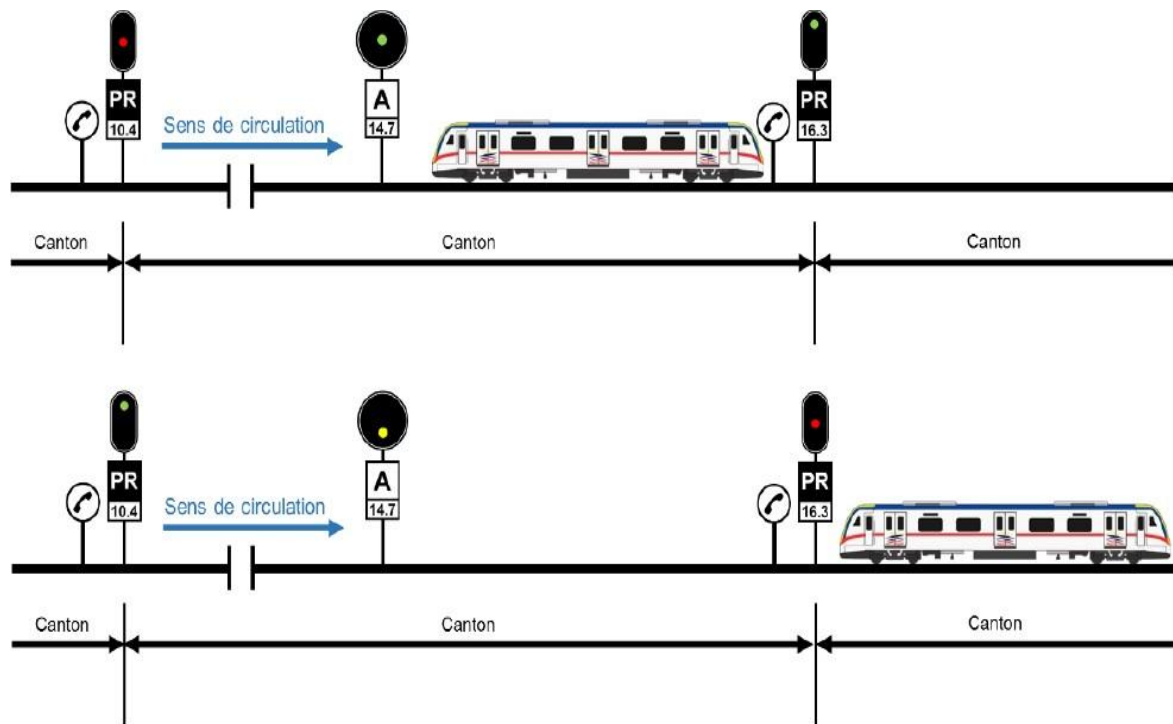 PR
10.4
Sens de circulation
A
14.7
PR
16.3
Canton
Canton
Canton
PR
10.4
Sens de circulation
A
14.7
PR
16.3
Canton
Canton
Canton